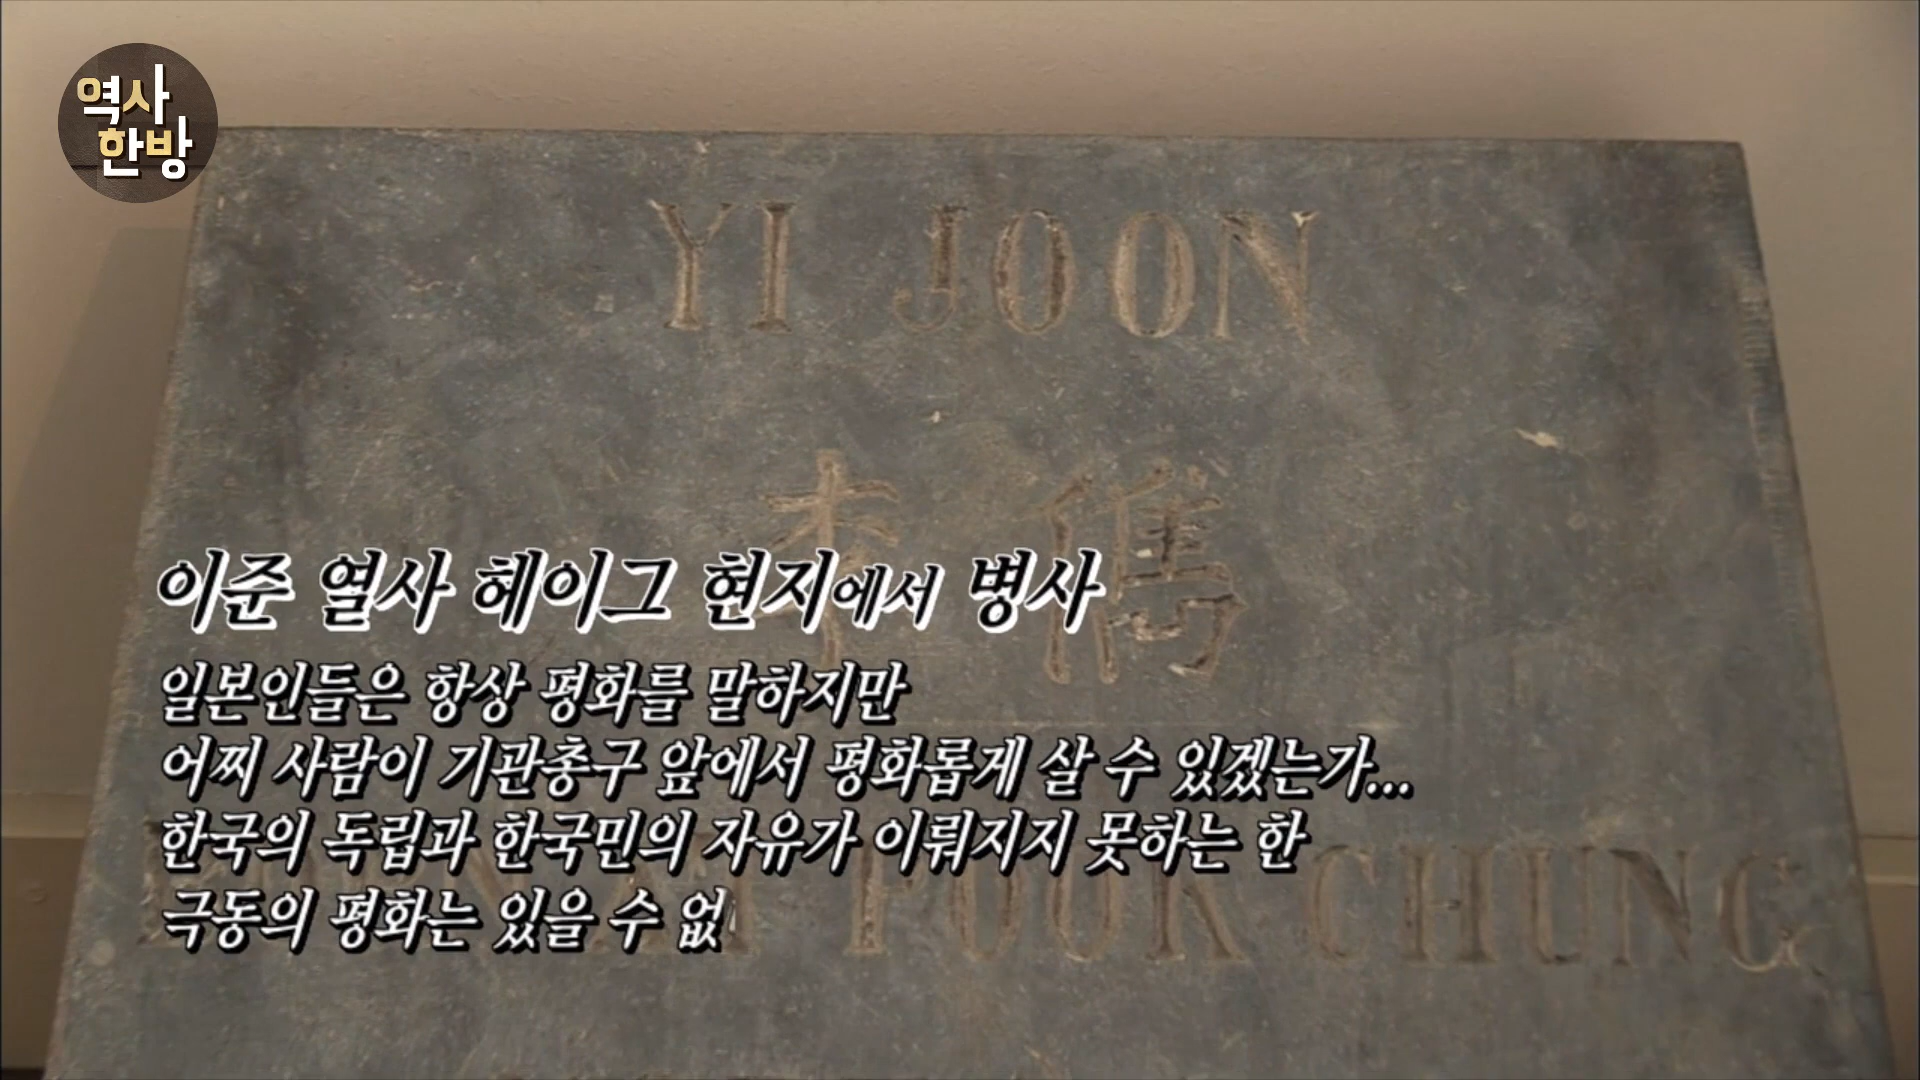 역사
한방
YI JOON
李 儁
이준 열사 헤이그 현지에서 병사
일본인들은 항상 평화를 말하지만
어찌 사람이 기관총구 앞에서 평화롭게 살 수 있겠는가...
한국의 독립과 한국민의 자유가 이뤄지지 못하는 한
극동의 평화는 있을 수 없
POUK CHUNG